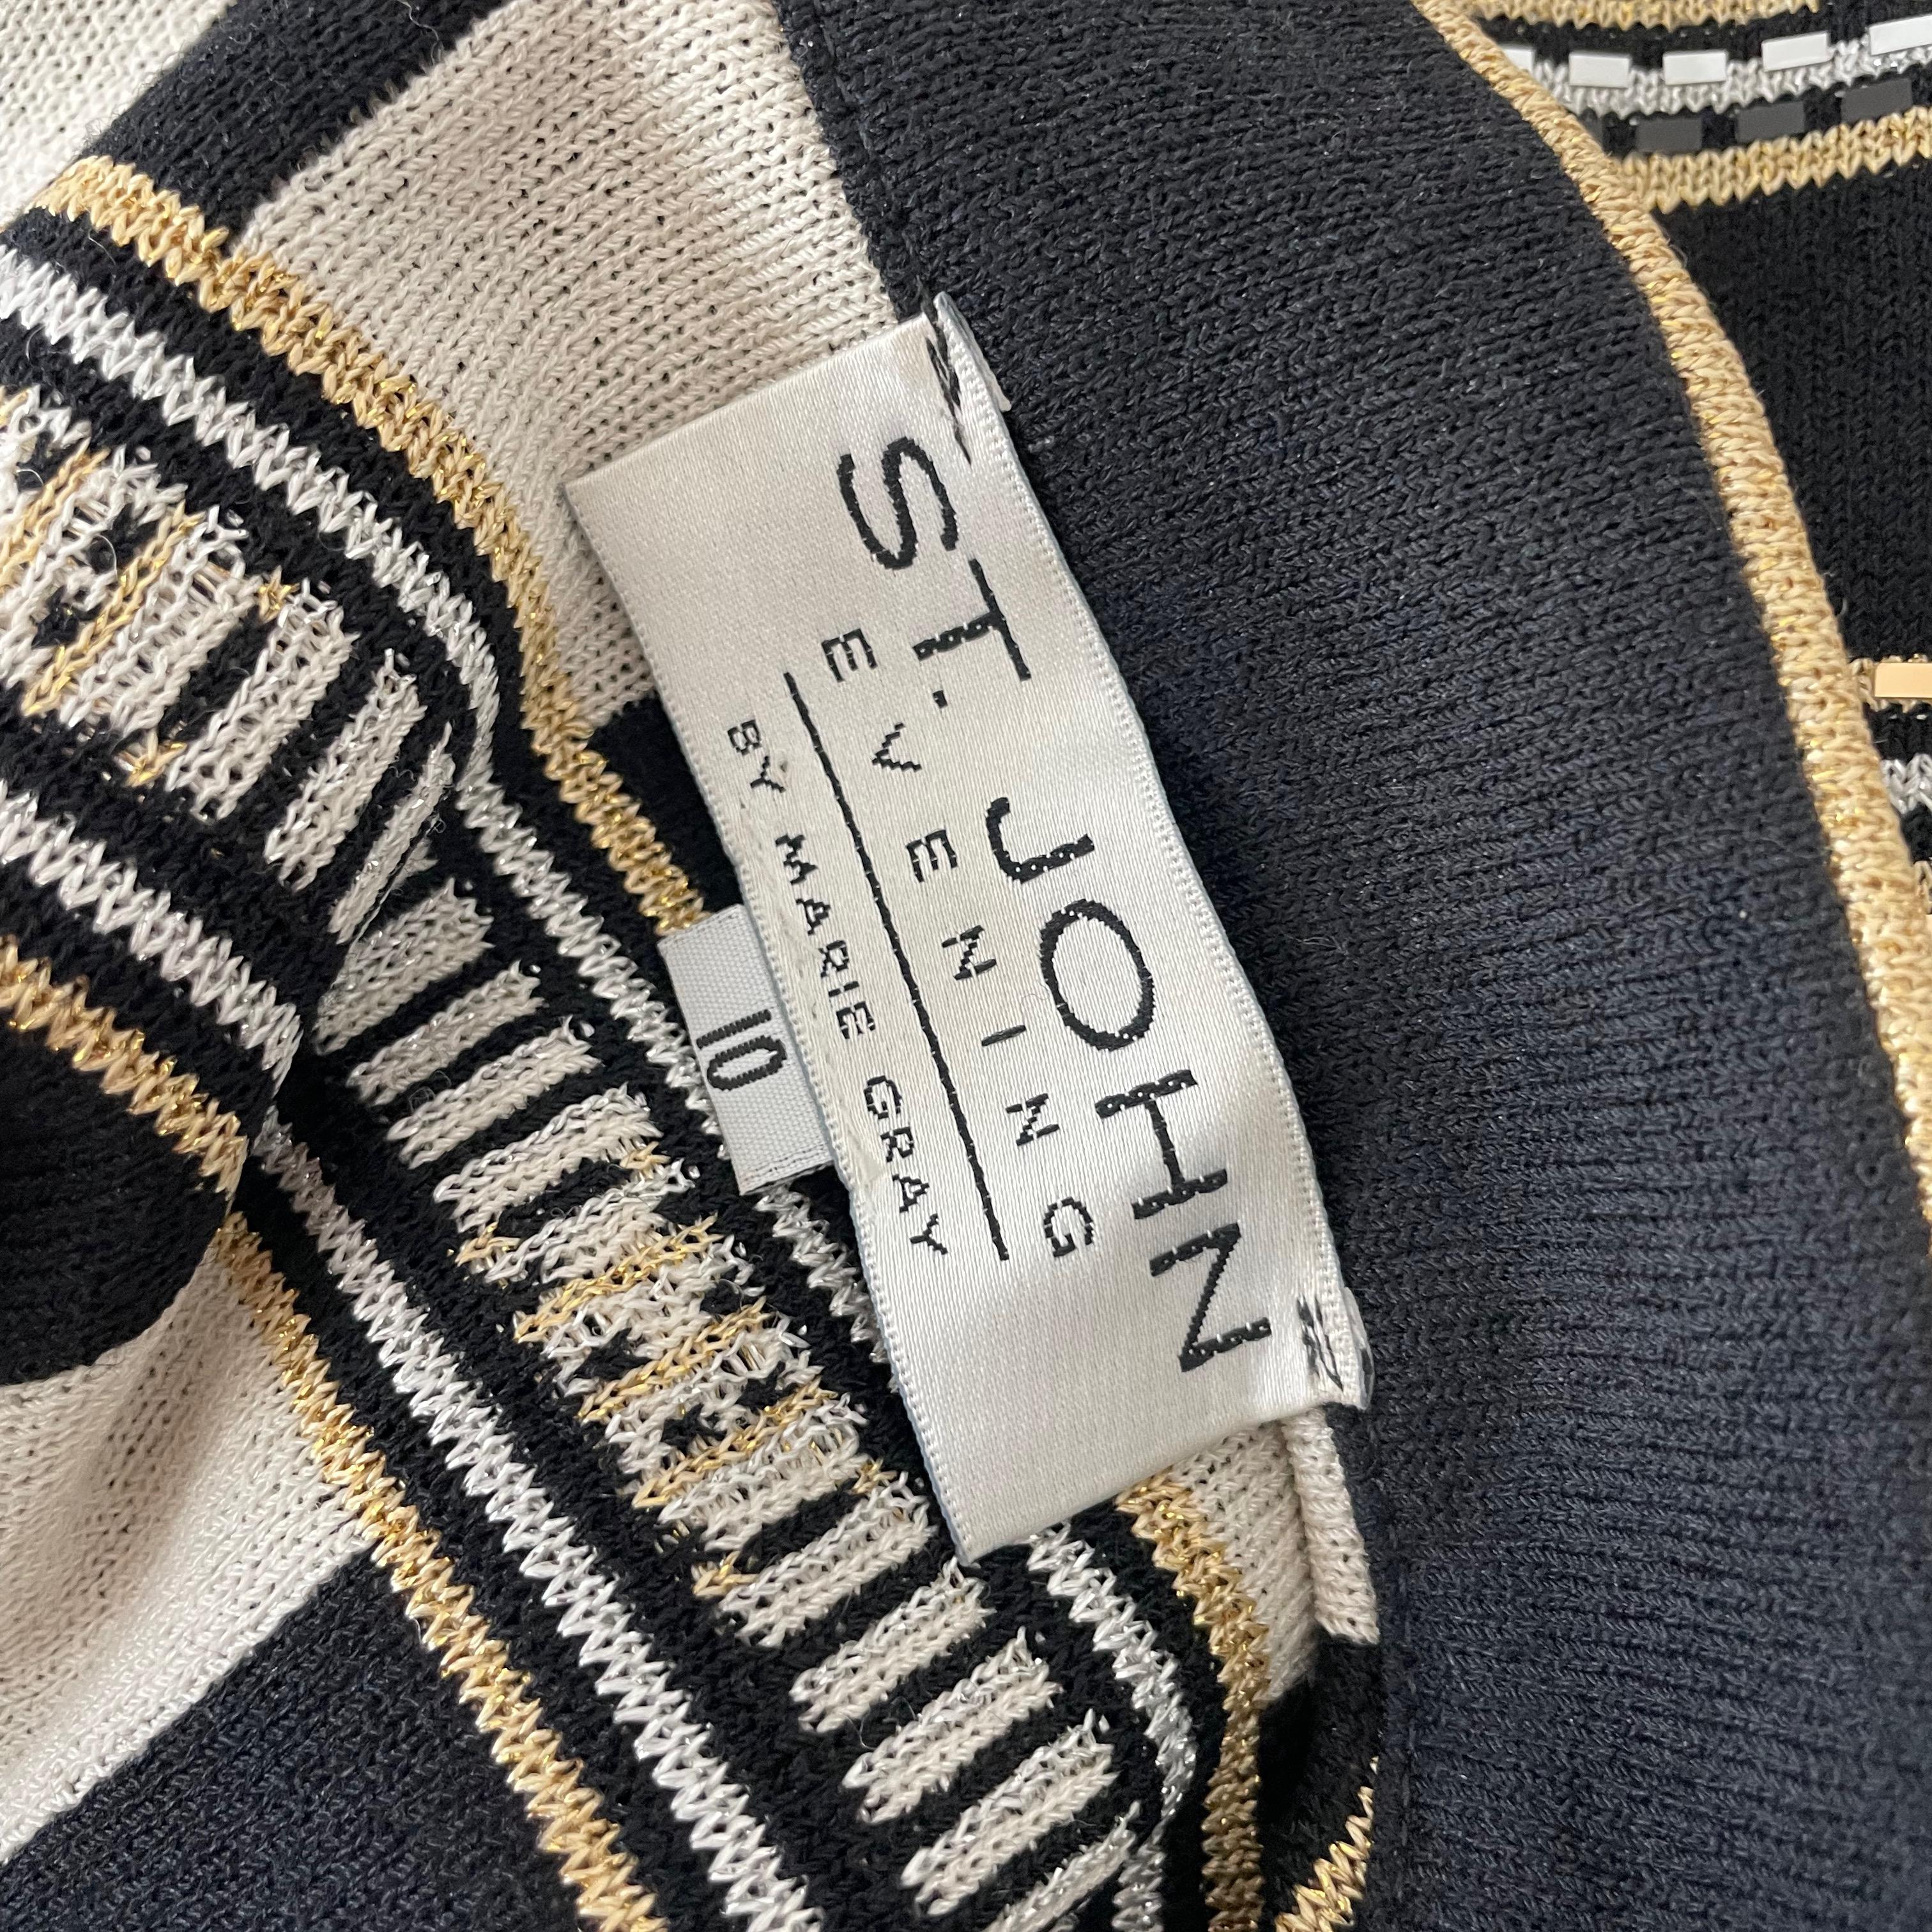 ST. JOHN
EVENING
BY MARIE GRAY
10